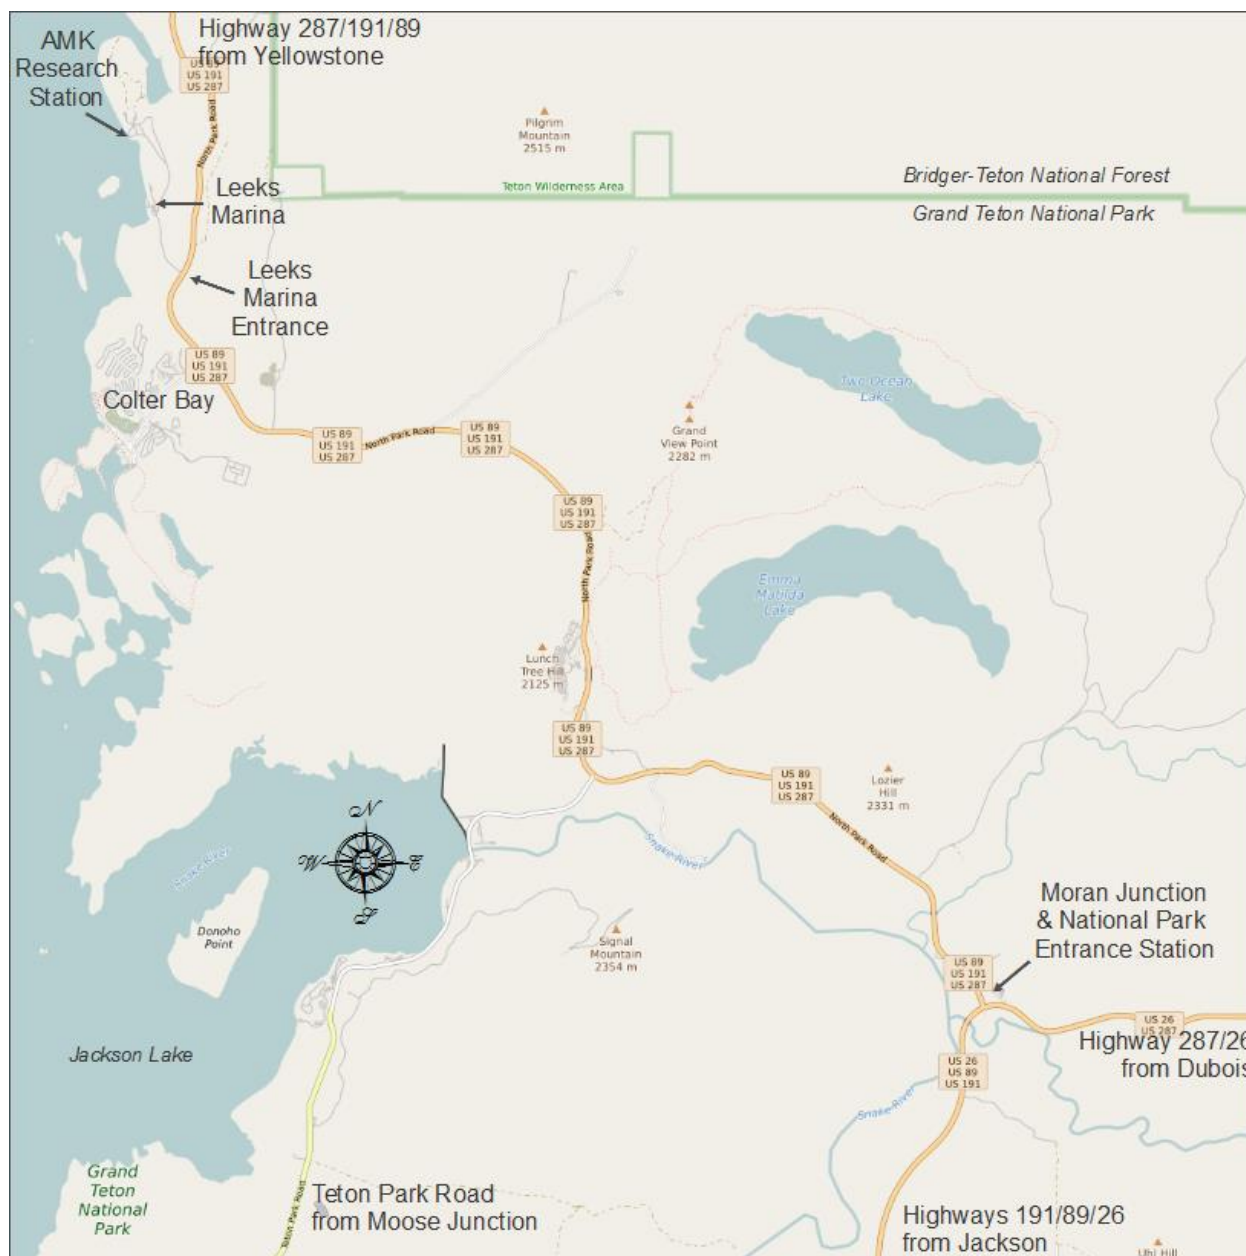 AMK
Research
Station
Highway 287/191/89
from Yellowstone
US 89
US 191
US 287
North Park Road
Pilgrim
Mountain
2515 m
Teton Wilderness Area
Bridger-Teton National Forest
Grand Teton National Park
Leeks
Marina
Leeks
Marina
Entrance
US 89
US 191
US 287
Colter Bay
US 89
US 191
US 287
North Park Road
US 89
US 191
US 287
Two Ocean
Lake
Grand
View Point
2282 m
US 89
US 191
US 287
North Park Road
Emma
Matilda
Lake
Lunch
Tree Hill
2125 m
US 89
US 191
US 287
US 89
US 191
US 287
Lozier
Hill
2331 m
North Park Road
N
W
E
S
Snake River
Snake River
Donoho
Point
Signal
Mountain
2354 m
Moran Junction
& National Park
Entrance Station
US 89
US 191
US 287
US 26
US 287
Highway 287/26
from Dubois
Jackson Lake
US 26
US 89
US 191
Snake River
Grand
Teton
National
Park
Teton Park Road
Teton Park Road
from Moose Junction
Highways 191/89/26
from Jackson
Uhl Hill